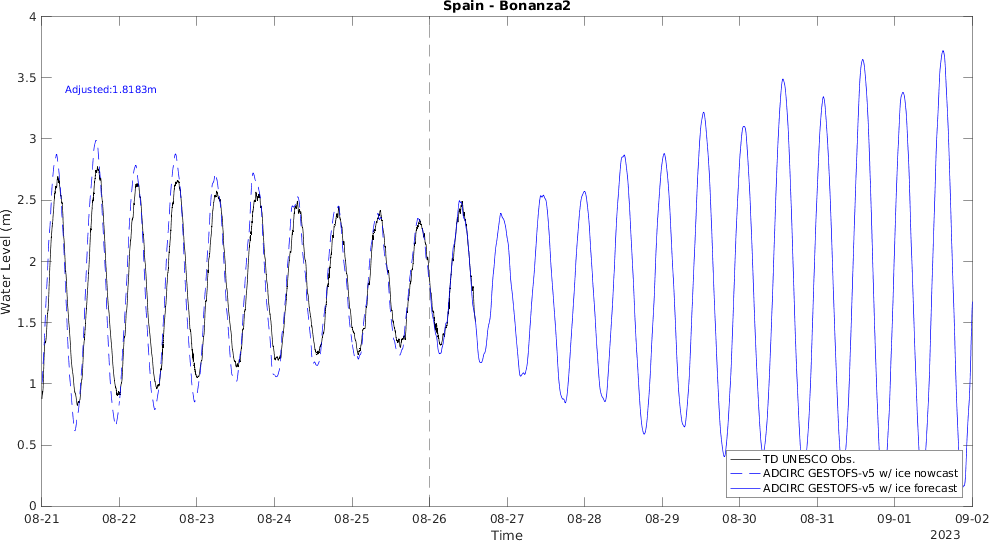 Spain - Bonanza2
4
3.5
3
2.5
2
1.5
1
0.5
0
Water Level (m)
Adjusted:1.8183m
TD UNESCO Obs.
ADCIRC GESTOFS-v5 w/ ice nowcast
ADCIRC GESTOFS-v5 w/ ice forecast
08-21 08-22 08-23 08-24 08-25 08-26 08-27 08-28 08-29 08-30 08-31 09-01 09-02
Time
2023